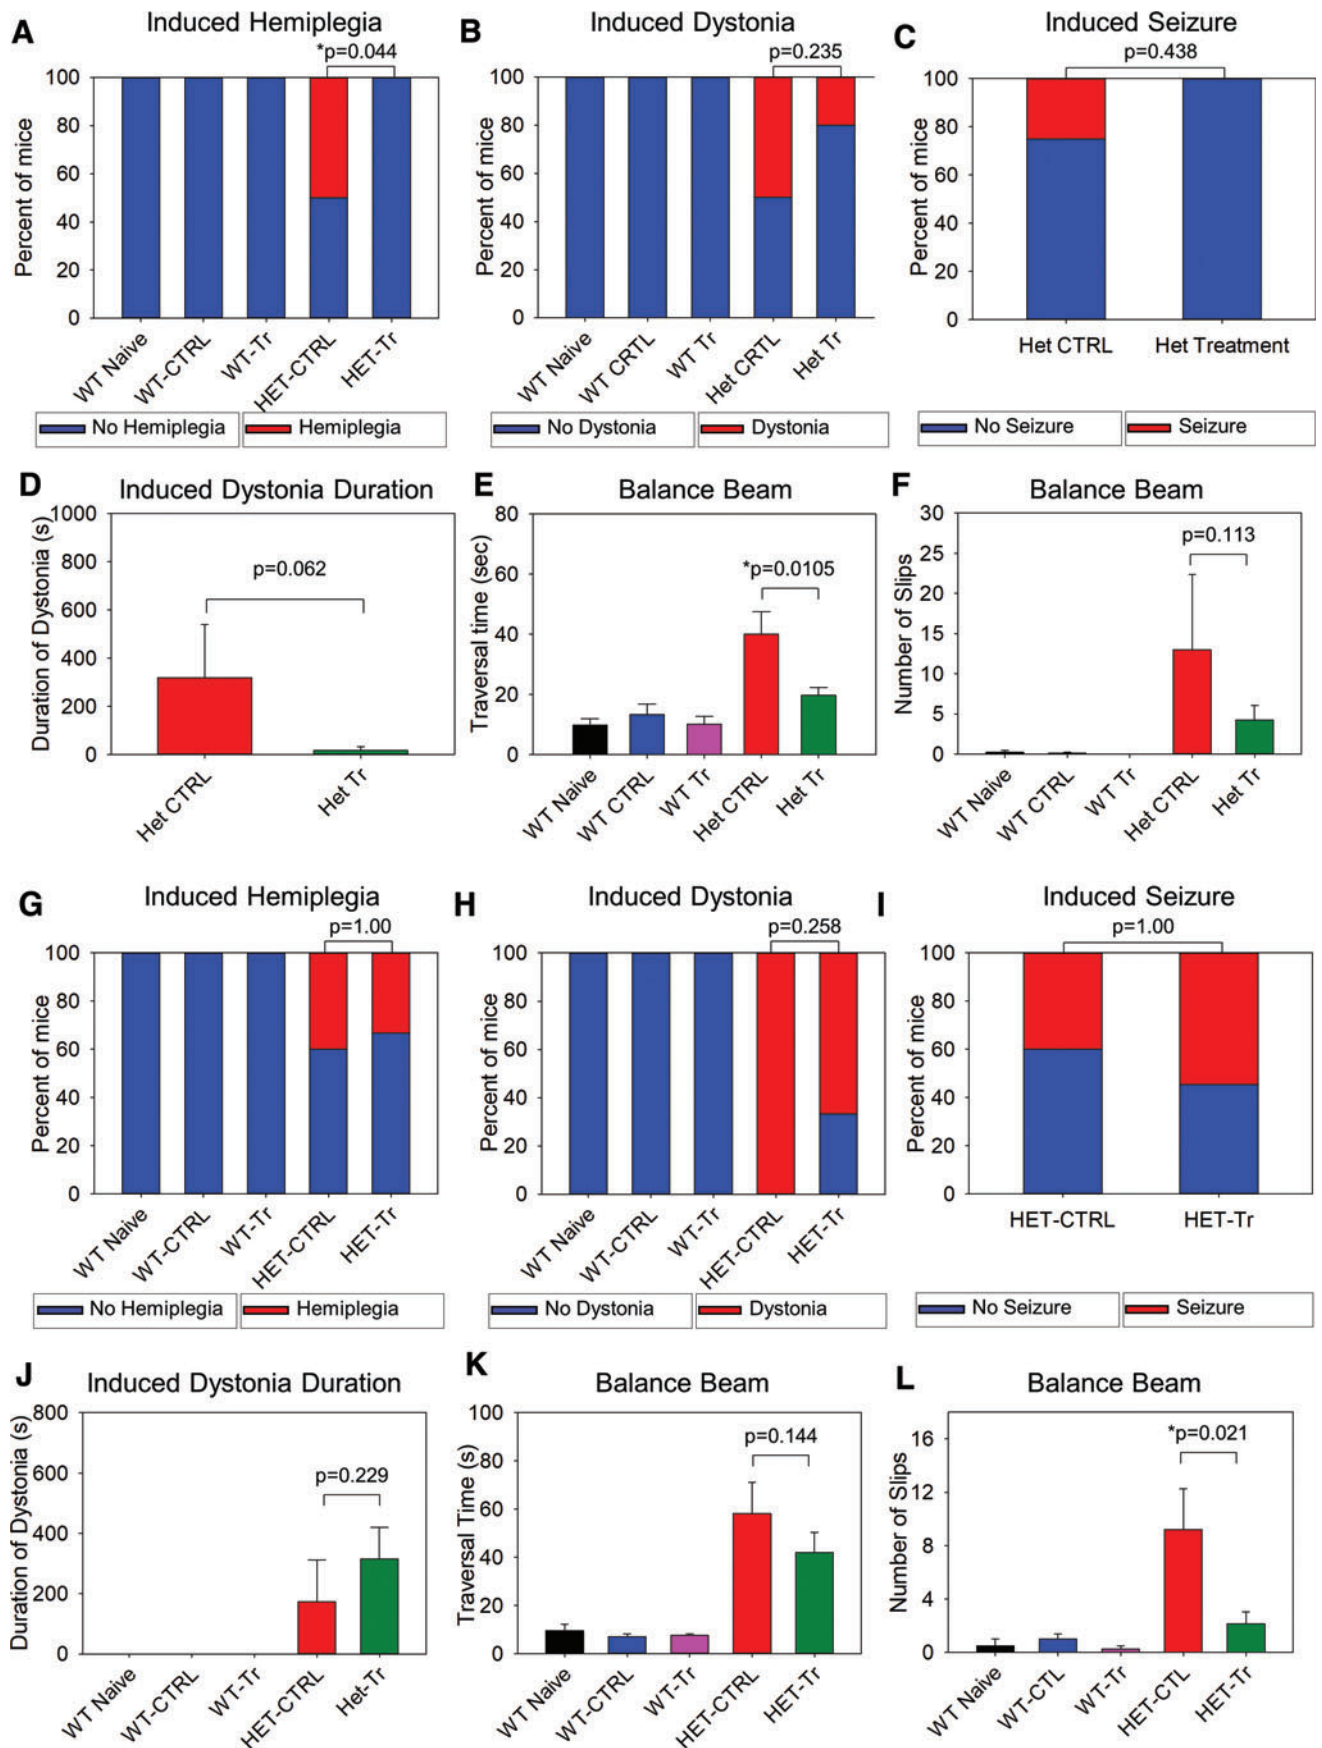 A Induced Hemiplegia
*p=0.044
Percent of mice
100
80
60
40
20
0
WT Naive
WT-CTRL
WT-Tr
HET-CTRL
HET-Tr
No Hemiplegia
Hemiplegia
B Induced Dystonia
p=0.235
Percent of mice
100
80
60
40
20
0
WT Naive
WT CRTL
WT Tr
Het CRTL
Het Tr
No Dystonia
Dystonia
C Induced Seizure
p=0.438
Percent of mice
100
80
60
40
20
0
Het CTRL
Het Treatment
No Seizure
Seizure
D Induced Dystonia Duration
Duration of Dystonia (s)
1000
800
600
400
200
0
p=0.062
Het CTRL
Het Tr
E Balance Beam
Traversal time (sec)
80
60
40
20
0
*p=0.0105
WT Naive
WT CTRL
WT Tr
Het CTRL
Het Tr
F Balance Beam
Number of Slips
30
25
20
15
10
5
0
p=0.113
WT Naive
WT CTRL
WT Tr
Het CTRL
Het Tr
G Induced Hemiplegia
p=1.00
Percent of mice
100
80
60
40
20
0
WT Naive
WT-CTRL
WT-Tr
HET-CTRL
HET-Tr
No Hemiplegia
Hemiplegia
H Induced Dystonia
p=0.258
Percent of mice
100
80
60
40
20
0
WT Naive
WT-CTRL
WT-Tr
HET-CTRL
HET-Tr
No Dystonia
Dystonia
I Induced Seizure
p=1.00
Percent of mice
100
80
60
40
20
0
HET-CTRL
HET-Tr
No Seizure
Seizure
J Induced Dystonia Duration
Duration of Dystonia (s)
800
600
400
200
0
p=0.229
WT Naive
WT-CTRL
WT-Tr
HET-CTRL
Het-Tr
K Balance Beam
Traversal Time (s)
100
80
60
40
20
0
p=0.144
WT Naive
WT-CTRL
WT-Tr
HET-CTRL
HET-Tr
L Balance Beam
Number of Slips
16
12
8
4
0
*p=0.021
WT Naive
WT-CTL
WT-Tr
HET-CTL
HET-Tr